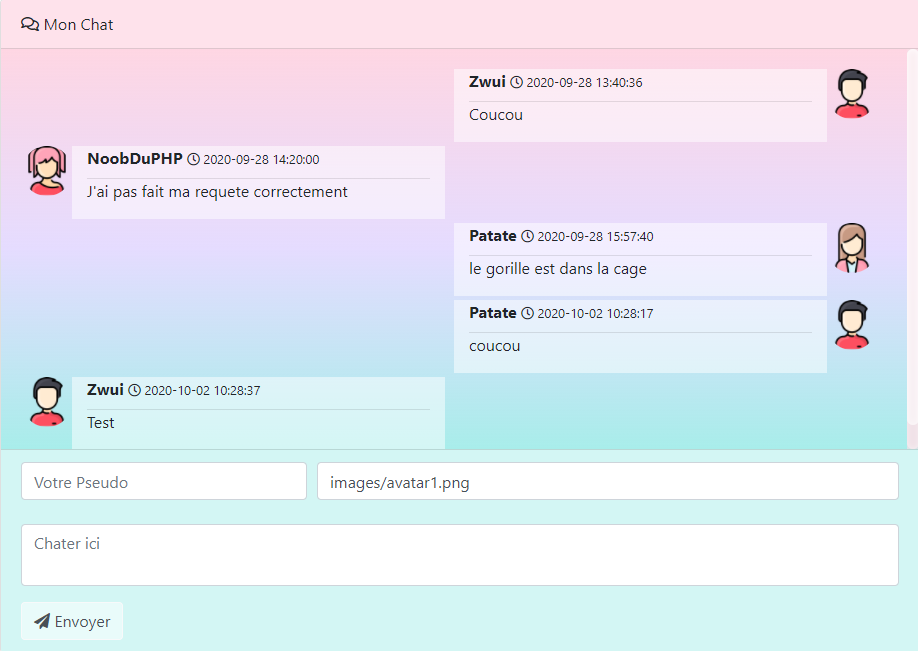 Mon Chat
Zwui 2020-09-28 13:40:36
Coucou
NoobDuPHP 2020-09-28 14:20:00
J'ai pas fait ma requete correctement
Patate 2020-09-28 15:57:40
le gorille est dans la cage
Patate 2020-10-02 10:28:17
coucou
Zwui 2020-10-02 10:28:37
Test
Votre Pseudo
images/avatar1.png
Chater ici
Envoyer